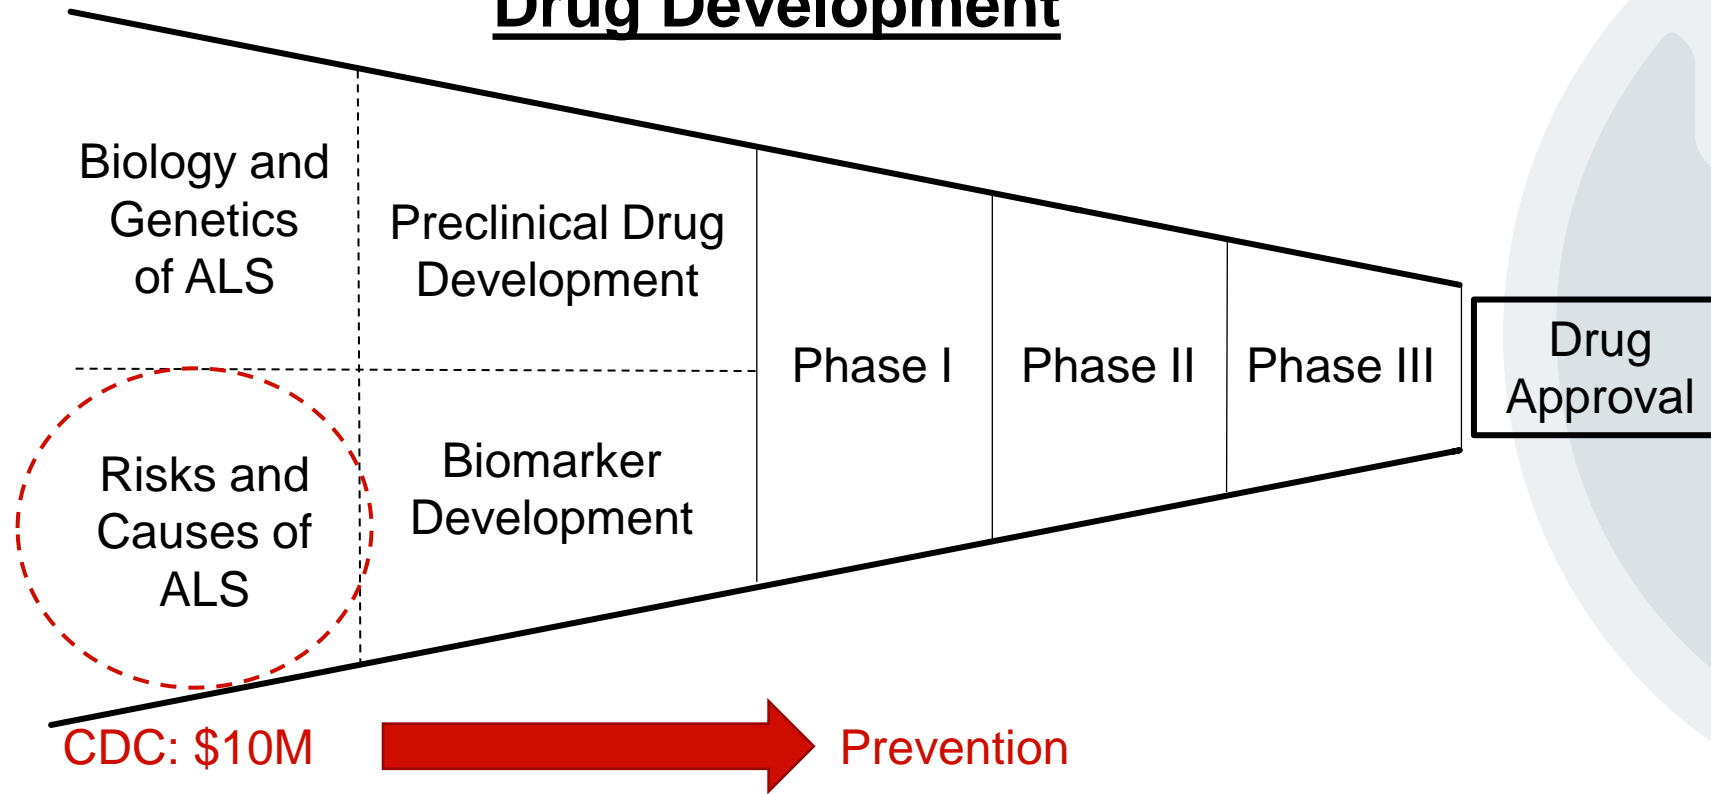 Drug Development
Biology and
Genetics
of ALS
Preclinical Drug
Development
Risks and
Causes of
ALS
Biomarker
Development
Phase I
Phase II
Phase III
Drug
Approval
CDC: $10M
Prevention